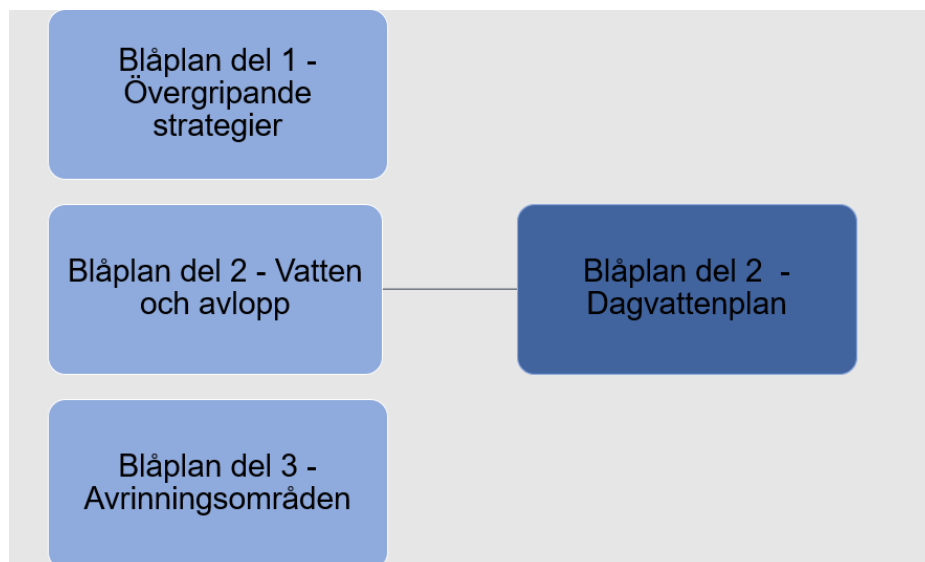 Blåplan del 1 -
Övergripande
strategier
Blåplan del 2 - Vatten
och avlopp
Blåplan del 2 -
Dagvattenplan
Blåplan del 3 -
Avrinningsområden